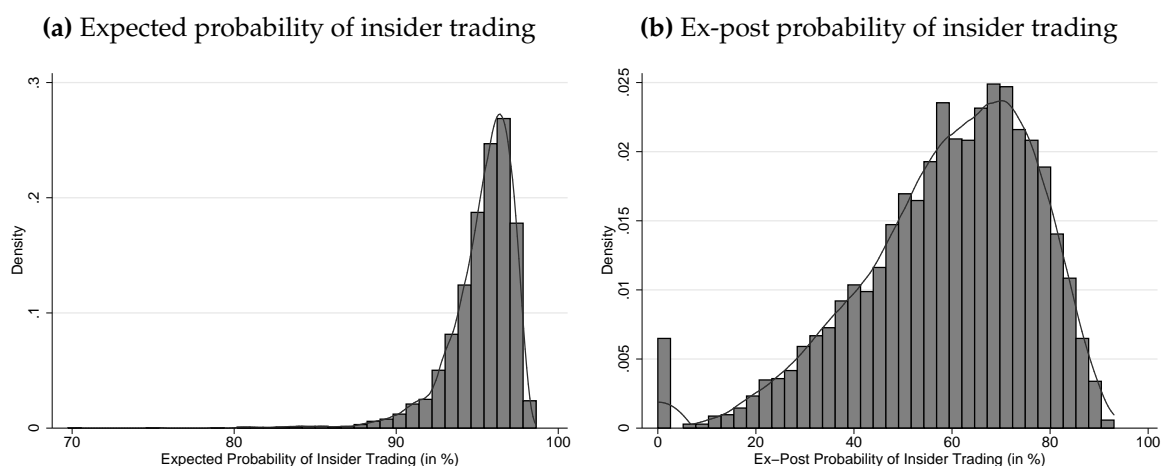 (a) Expected probability of insider trading
.3
.2
.1
0
Density
70 80 90 100
Expected Probability of Insider Trading (in %)
(b) Ex-post probability of insider trading
.025
.02
.015
.01
.005
0
Density
0 20 40 60 80 100
Ex−Post Probability of Insider Trading (in %)